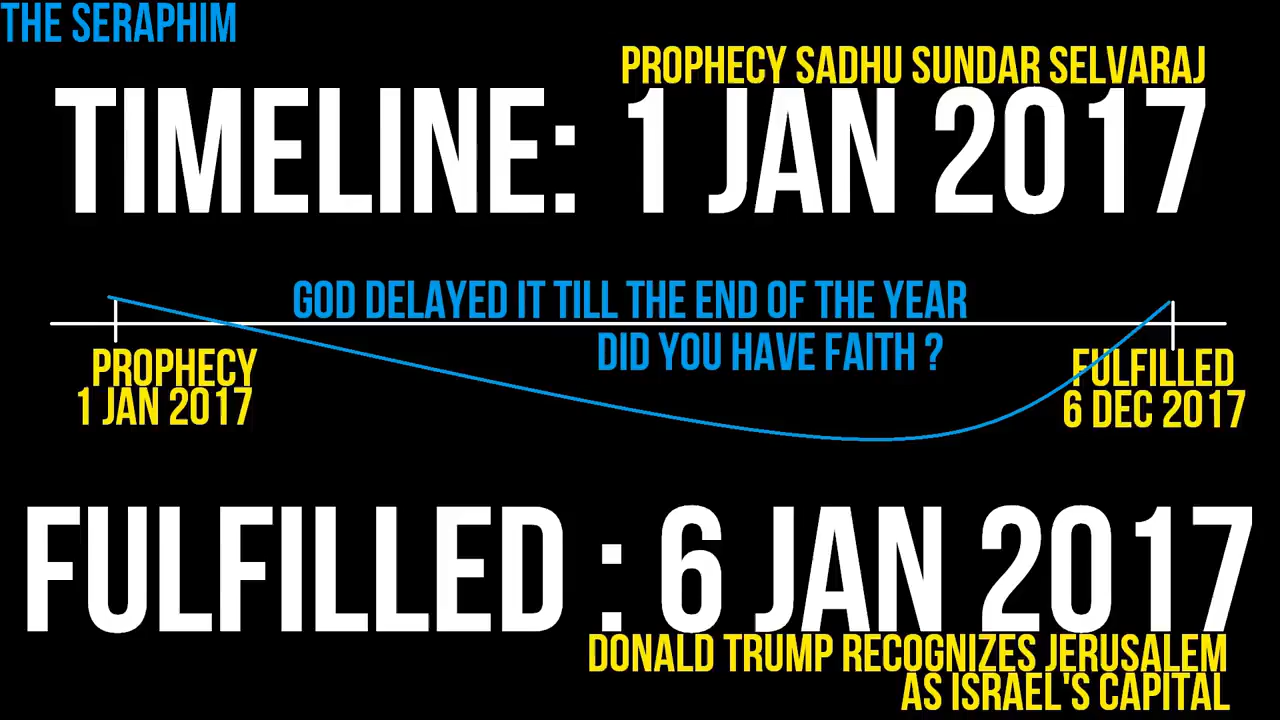 THE SERAPHIM
PROPHECY SADHU SUNDAR SELVARAJ
TIMELINE: 1 JAN 2017
GOD DELAYED IT TILL THE END OF THE YEAR
DID YOU HAVE FAITH ?
PROPHECY
1 JAN 2017
FULFILLED
6 DEC 2017
FULFILLED : 6 JAN 2017
DONALD TRUMP RECOGNIZES JERUSALEM
AS ISRAEL'S CAPITAL